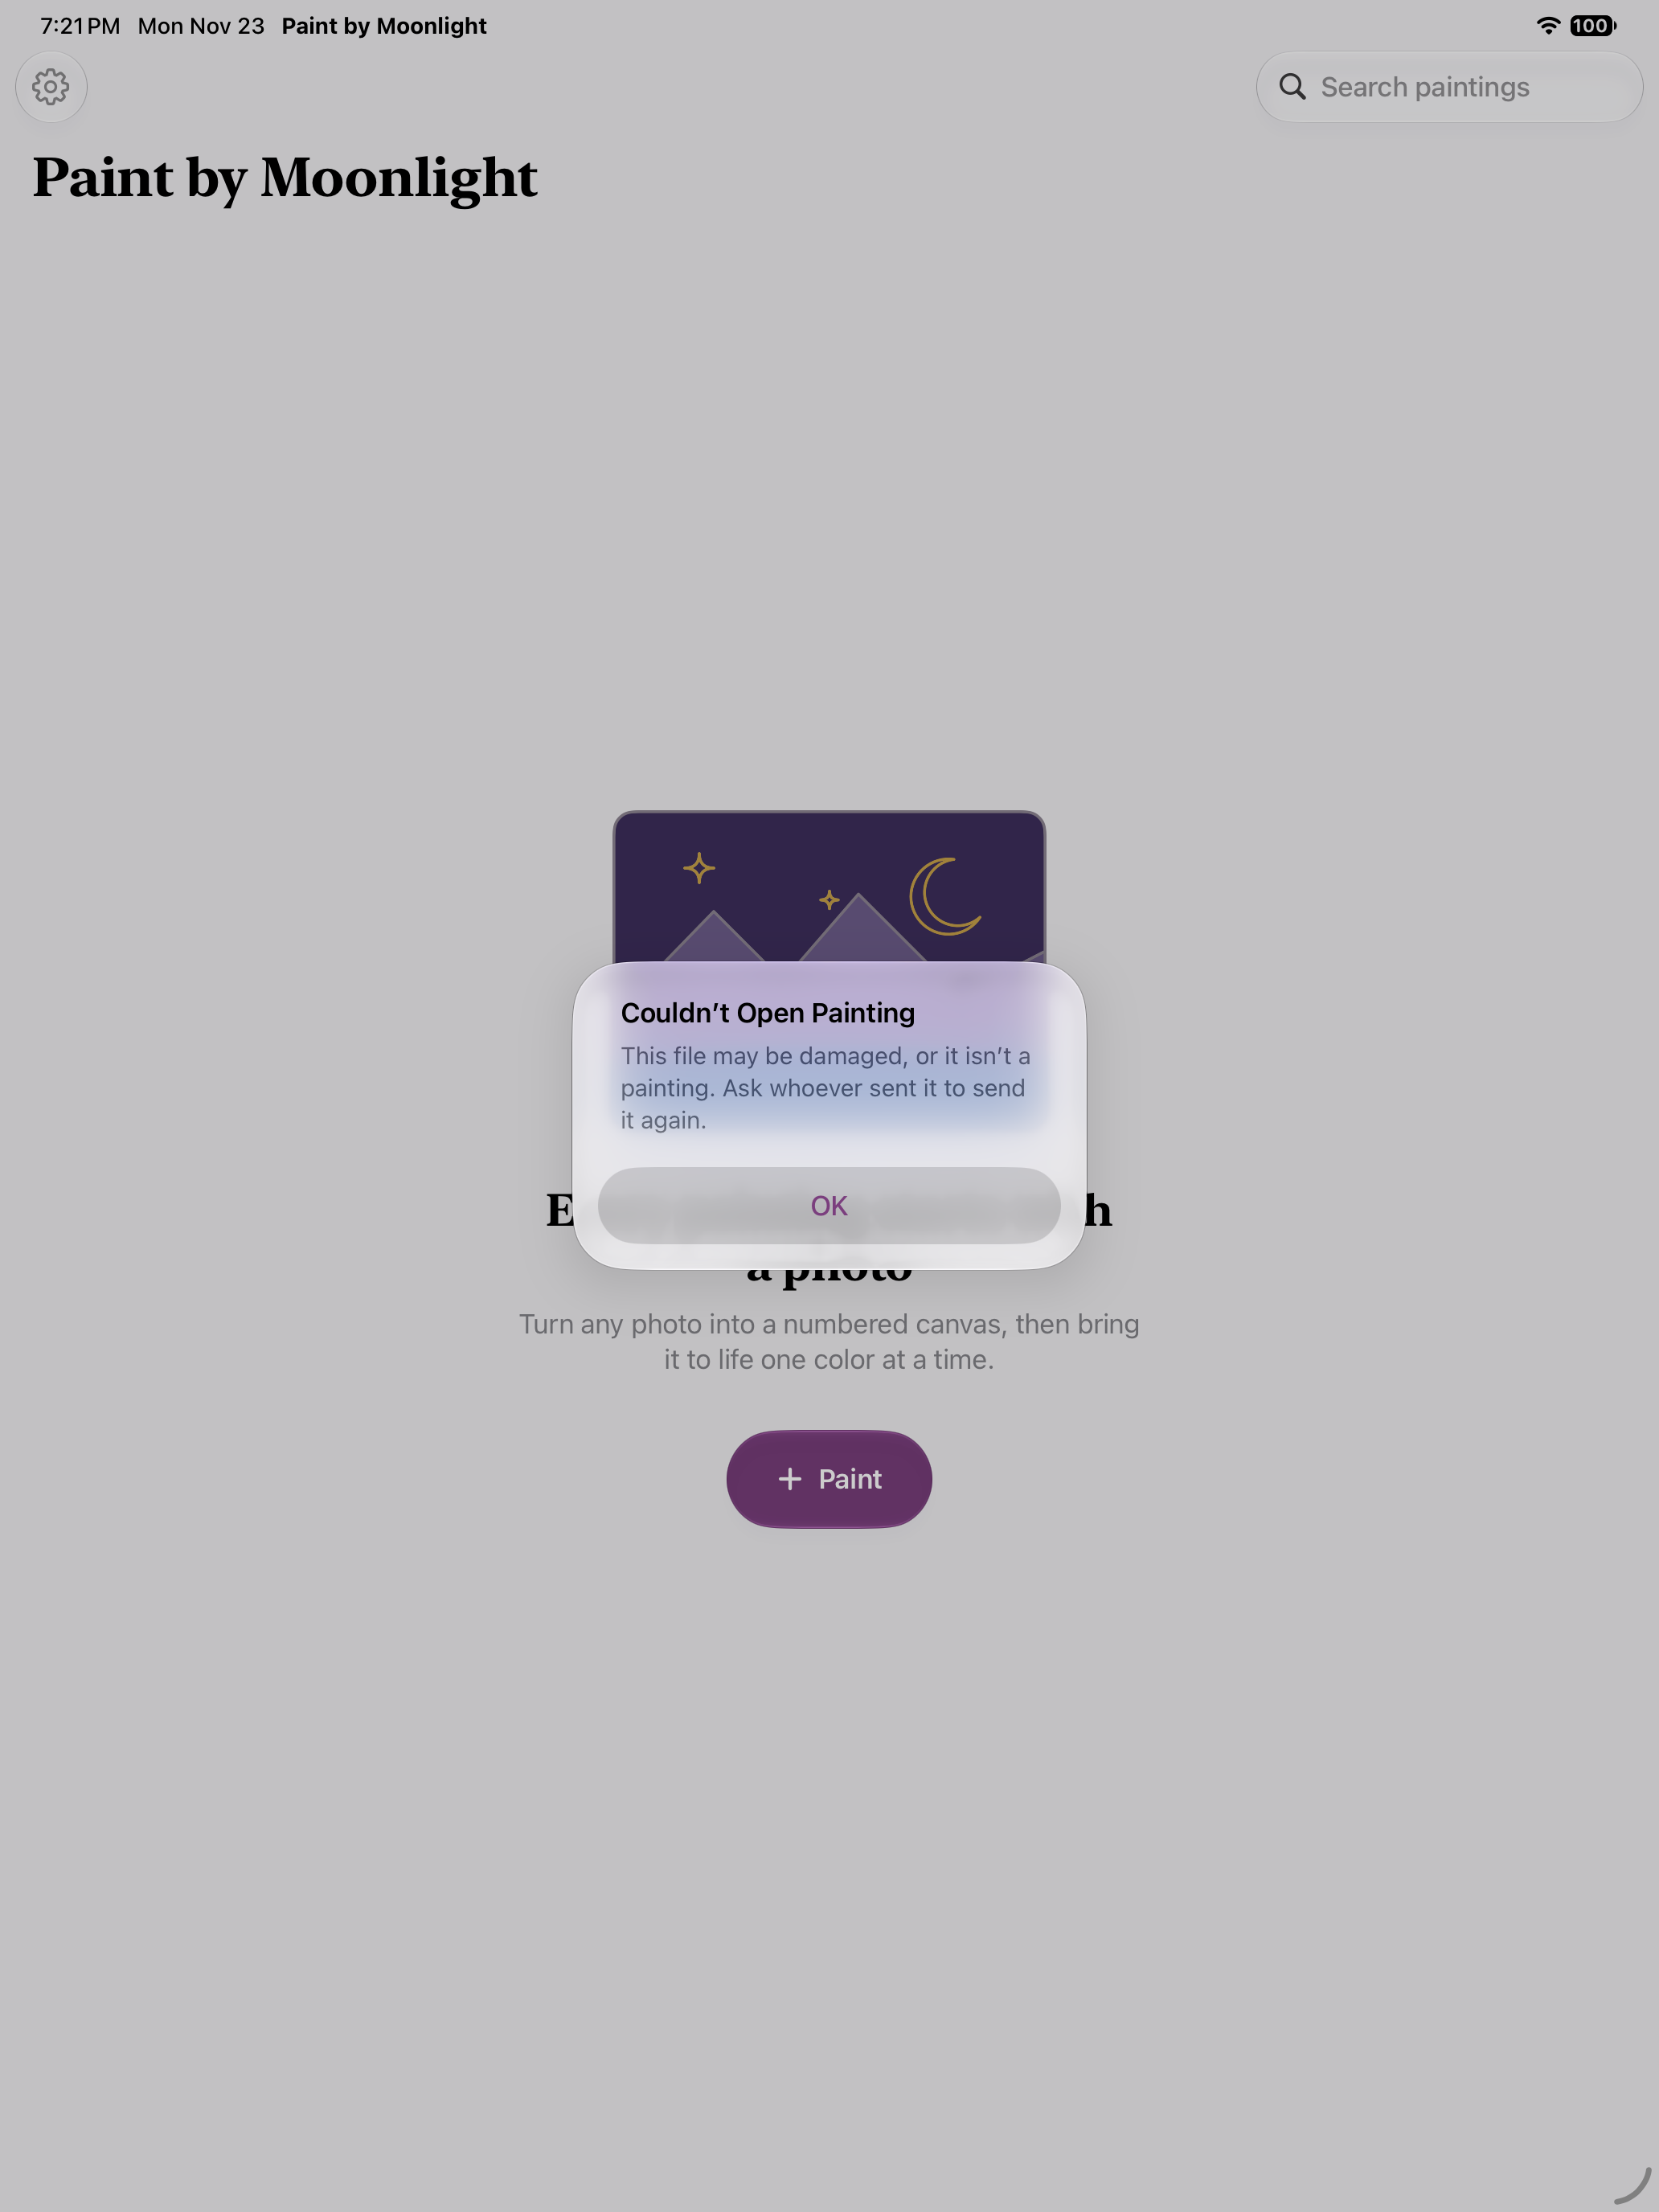 7:21 PM Mon Nov 23 Paint by Moonlight 100
Search paintings
Paint by Moonlight
Couldn’t Open Painting
This file may be damaged, or it isn’t a
painting. Ask whoever sent it to send
it again.
OK
a photo
Turn any photo into a numbered canvas, then bring
it to life one color at a time.
+ Paint